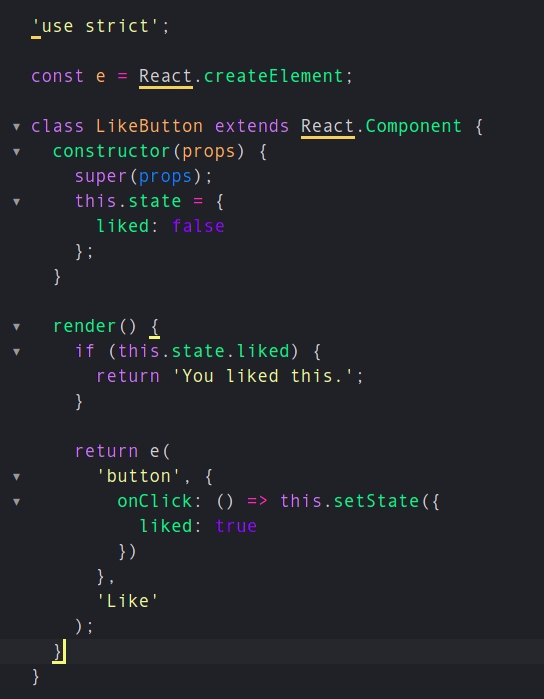 'use strict';

const e = React.createElement;

class LikeButton extends React.Component {
  constructor(props) {
    super(props);
    this.state = {
      liked: false
    };
  }

  render() {
    if (this.state.liked) {
      return 'You liked this.';
    }

    return e(
      'button', {
        onClick: () => this.setState({
          liked: true
        })
      },
      'Like'
    );
  }
}